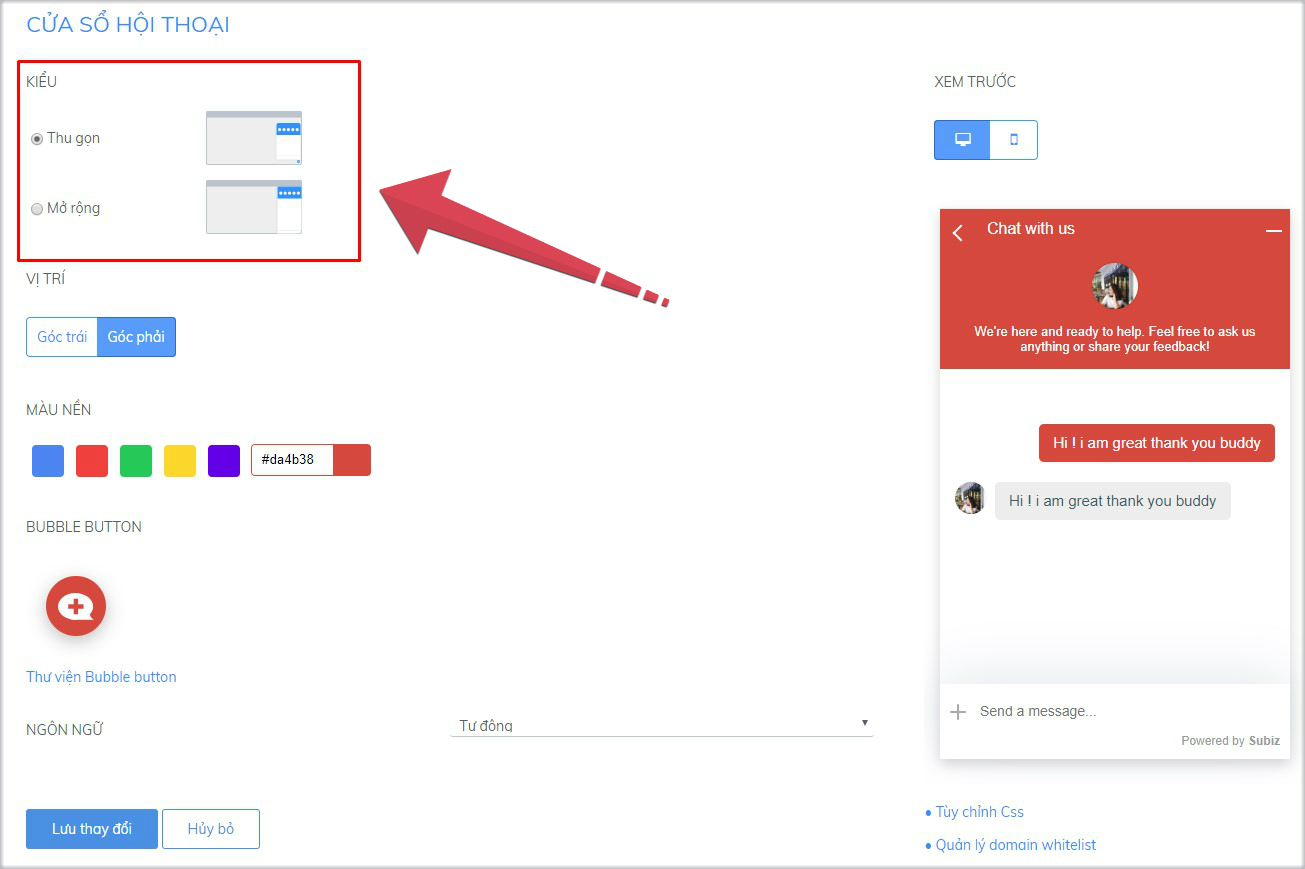 CỬA SỔ HỘI THOẠI
KIỂU
Thu gọn
Mở rộng
VỊ TRÍ
Góc trái
Góc phải
MÀU NỀN
#da4b38
BUBBLE BUTTON
Thư viện Bubble button
NGÔN NGỮ
Tự động
Lưu thay đổi
Hủy bỏ
XEM TRƯỚC
Chat with us
We're here and ready to help. Feel free to ask us
anything or share your feedback!
Hi ! i am great thank you buddy
Hi ! i am great thank you buddy
Send a message...
Powered by Subiz
• Tùy chỉnh Css
• Quản lý domain whitelist